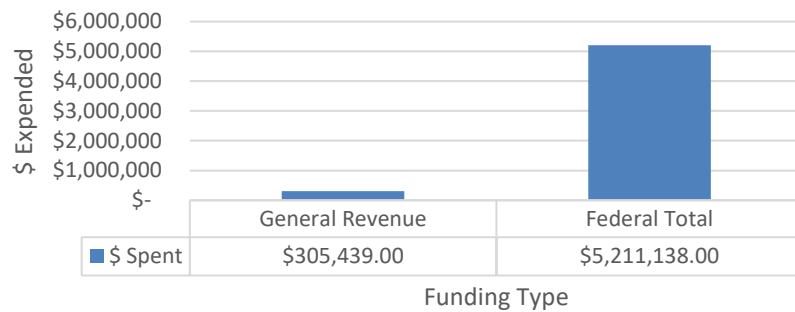 $6,000,000
$5,000,000
$4,000,000
$3,000,000
$2,000,000
$1,000,000
$-
$ Expended
General Revenue Federal Total
$ Spent $305,439.00 $5,211,138.00
Funding Type